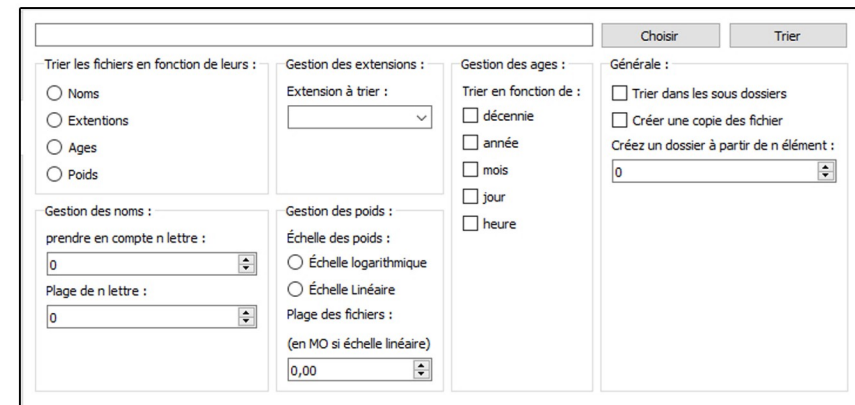 Choisir
Trier
Trier les fichiers en fonction de leurs :
Noms
Extentions
Ages
Poids
Gestion des extensions :
Extension à trier :
Gestion des ages :
Trier en fonction de :
décennie
année
mois
jour
heure
Générale :
Trier dans les sous dossiers
Créer une copie des fichier
Créez un dossier à partir de n élément :
0
Gestion des noms :
prendre en compte n lettre :
0
Plage de n lettre :
0
Gestion des poids :
Échelle des poids :
Échelle logarithmique
Échelle Linéaire
Plage des fichiers :
(en MO si échelle linéaire)
0,00